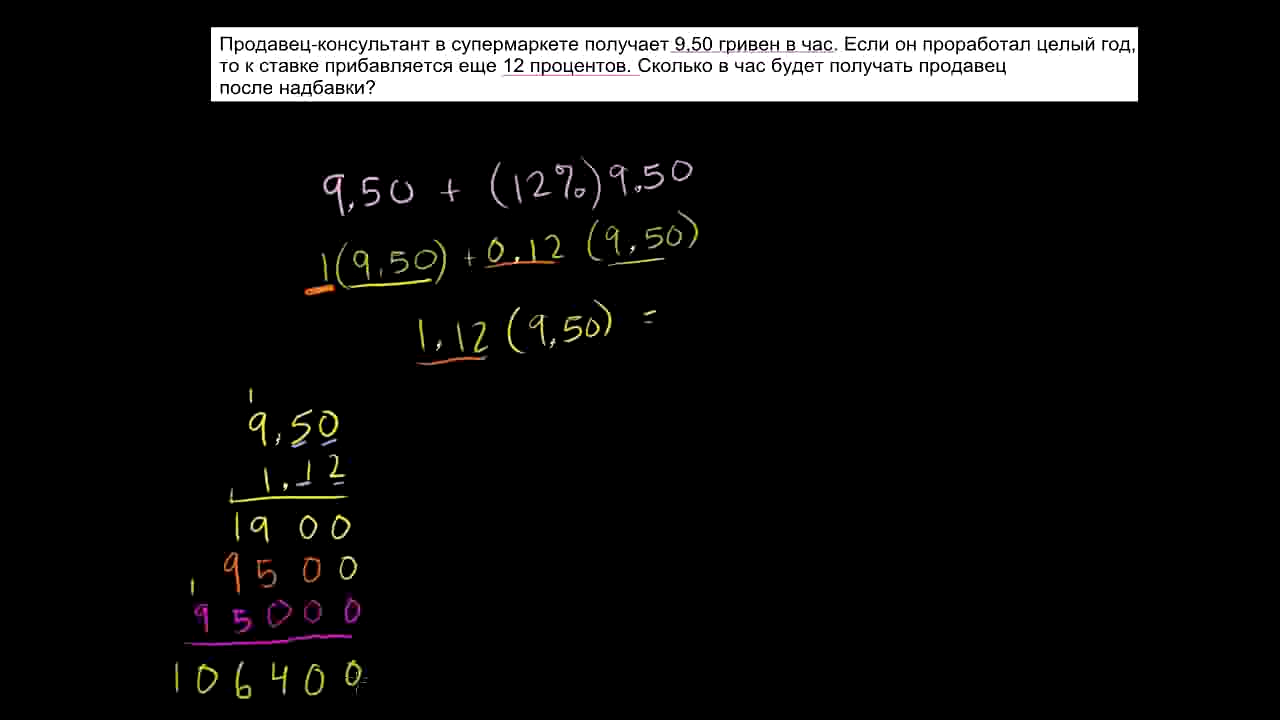 Продавец-консультант в супермаркете получает 9,50 гривен в час. Если он проработал целый год,
то к ставке прибавляется еще 12 процентов. Сколько в час будет получать продавец
после надбавки?
9,50 + (12%) 9.50
1(9,50) + 0,12 (9,50)
1,12 (9,50) =
1
9,50
1,12
1900
9500
1
95000
106400